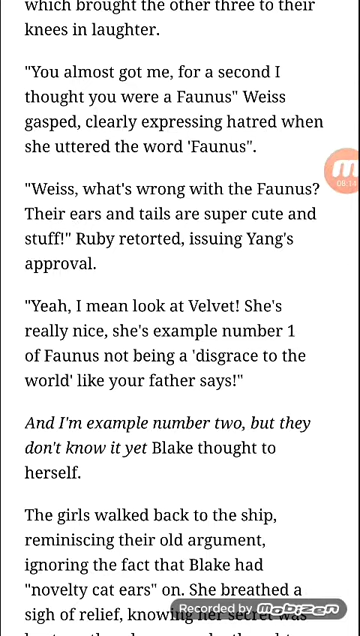 which brought the other three to their
knees in laughter.
"You almost got me, for a second I
thought you were a Faunus" Weiss
gasped, clearly expressing hatred when
she uttered the word 'Faunus".
"Weiss, what's wrong with the Faunus?
Their ears and tails are super cute and
stuff!" Ruby retorted, issuing Yang's
approval.
"Yeah, I mean look at Velvet! She's
really nice, she's example number 1
of Faunus not being a 'disgrace to the
world' like your father says!"
And I'm example number two, but they
don't know it yet Blake thought to
herself.
The girls walked back to the ship,
reminiscing their old argument,
ignoring the fact that Blake had
"novelty cat ears" on. She breathed a
sigh of relief, knowing her secret was
08:14
Recorded by Mobizen